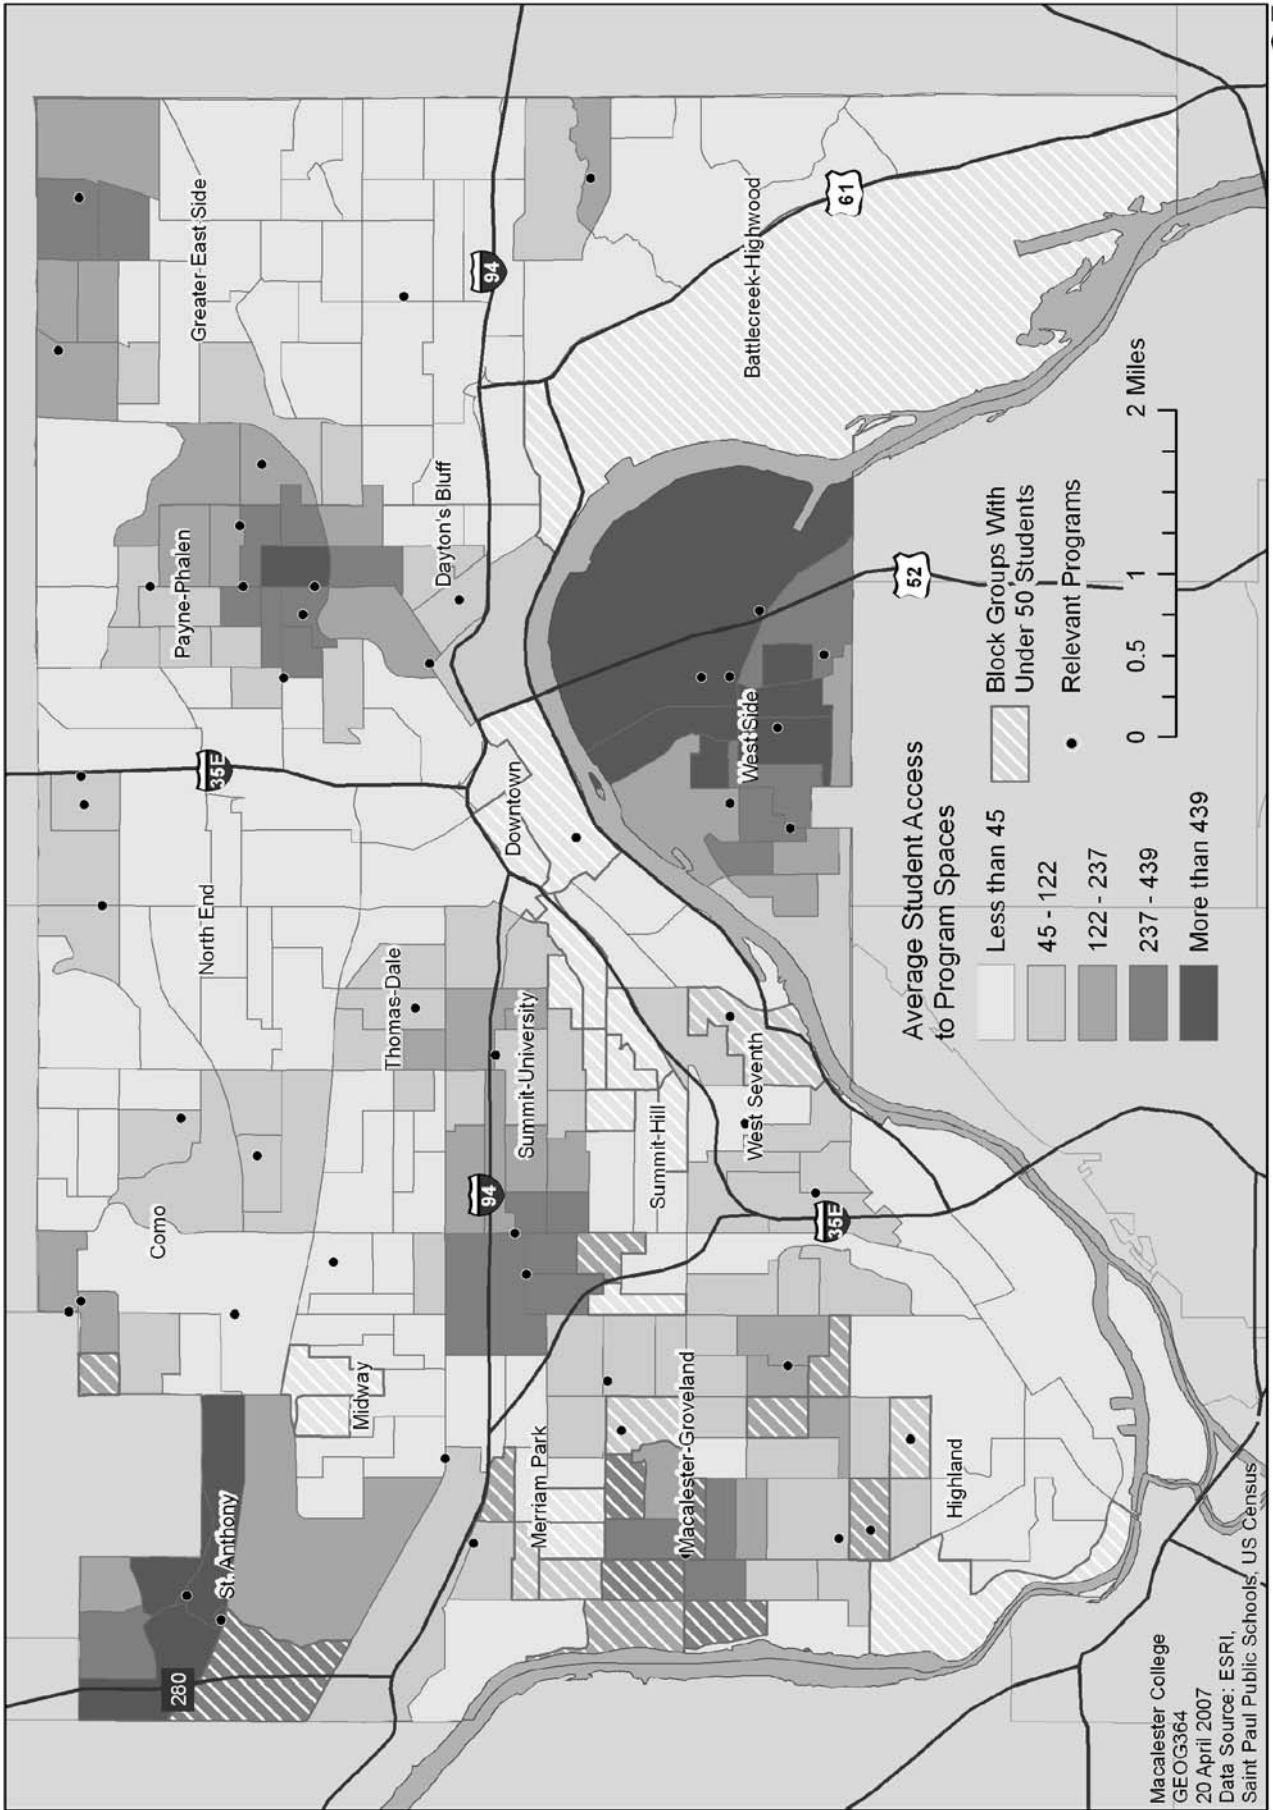 St. Anthony
280
Como
Midway
North End
35E
Payne-Phalen
Greater East Side
Thomas-Dale
Dayton's Bluff
94
94
Merriam Park
Summit-University
Downtown
Summit-Hill
Macalester-Groveland
West Seventh
West Side
Battlecreek-Highwood
61
35E
52
Highland
Average Student Access
to Program Spaces
Less than 45
45 - 122
122 - 237
237 - 439
More than 439
Block Groups With
Under 50 Students
Relevant Programs
0 0.5 1 2 Miles
Macalester College
GEOG364
20 April 2007
Data Source: ESRI,
Saint Paul Public Schools, US Census